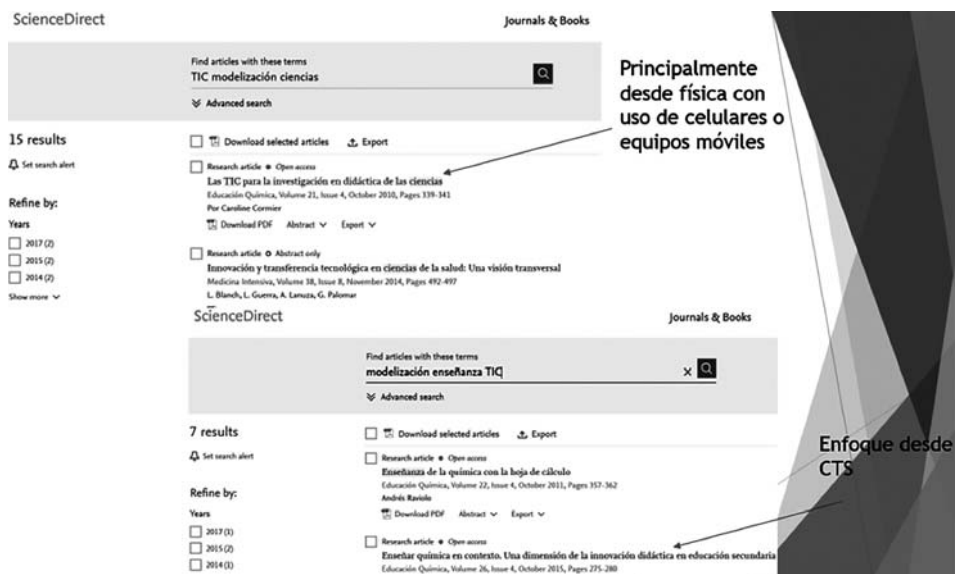 ScienceDirect
Journals & Books
Find articles with these terms
TIC modelización ciencias
Advanced search
15 results
Set search alert
Refine by:
Years
2017 (2)
2015 (2)
2014 (2)
Show more
Download selected articles Export
Research article Open access
Las TIC para la investigación en didáctica de las ciencias
Educación Química, Volume 21, Issue 4, October 2010, Pages 339-341
Por Caroline Cormier
Download PDF Abstract Export
Research article Abstract only
Innovación y transferencia tecnológica en ciencias de la salud: Una visión transversal
Medicina Intensiva, Volume 38, Issue 8, November 2014, Pages 492-497
L. Blanch, L. Guerra, A. Lanuza, G. Palomar
Principalmente
desde física con
uso de celulares o
equipos móviles
ScienceDirect
Journals & Books
Find articles with these terms
modelización enseñanza TIC
Advanced search
7 results
Set search alert
Refine by:
Years
2017 (1)
2015 (2)
2014 (1)
Download selected articles Export
Research article Open access
Enseñanza de la química con la hoja de cálculo
Educación Química, Volume 22, Issue 4, October 2011, Pages 357-362
Andrés Raviolo
Download PDF Abstract Export
Research article Open access
Enseñar química en contexto. Una dimensión de la innovación didáctica en educación secundaria
Educación Química, Volume 26, Issue 4, October 2015, Pages 275-280
Enfoque desde
CTS